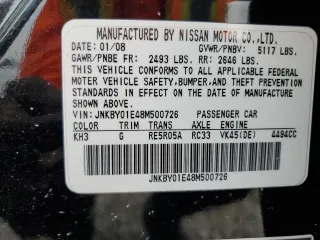 MANUFACTURED BY NISSAN MOTOR CO.,LTD.
DATE: 01/08 GVWR/PNBV: 5117 LBS.
GAWR/PNBE FR: 2493 LBS. RR: 2646 LBS.
THIS VEHICLE CONFORMS TO ALL APPLICABLE FEDERAL
MOTOR VEHICLE SAFETY,BUMPER,AND THEFT PREVENTION
STANDARDS IN EFFECT ON THE DATE OF MANUFACTURE
SHOWN ABOVE.
VIN: JNKBY01E48M500726 PASSENGER CAR
COLOR TRIM TRANS AXLE ENGINE
KH3 G RE5R05A RC33 VK45(DE) 4494CC
JNKBY01E48M500726